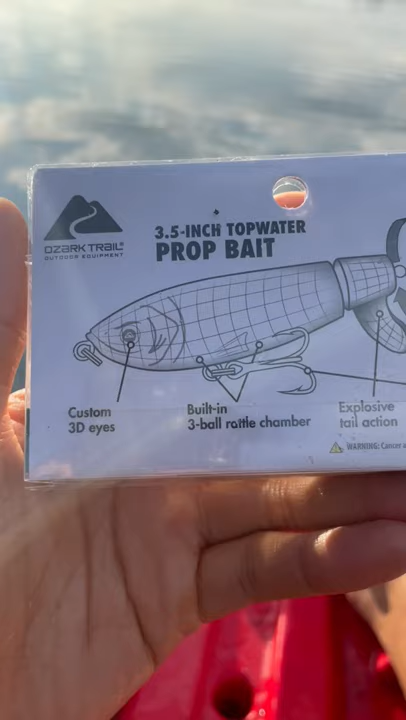 OZARK TRAIL®
OUTDOOR EQUIPMENT
3.5-INCH TOPWATER
PROP BAIT
Custom
3D eyes
Built-in
3-ball rattle chamber
Explosive
tail action
WARNING: Cancer a